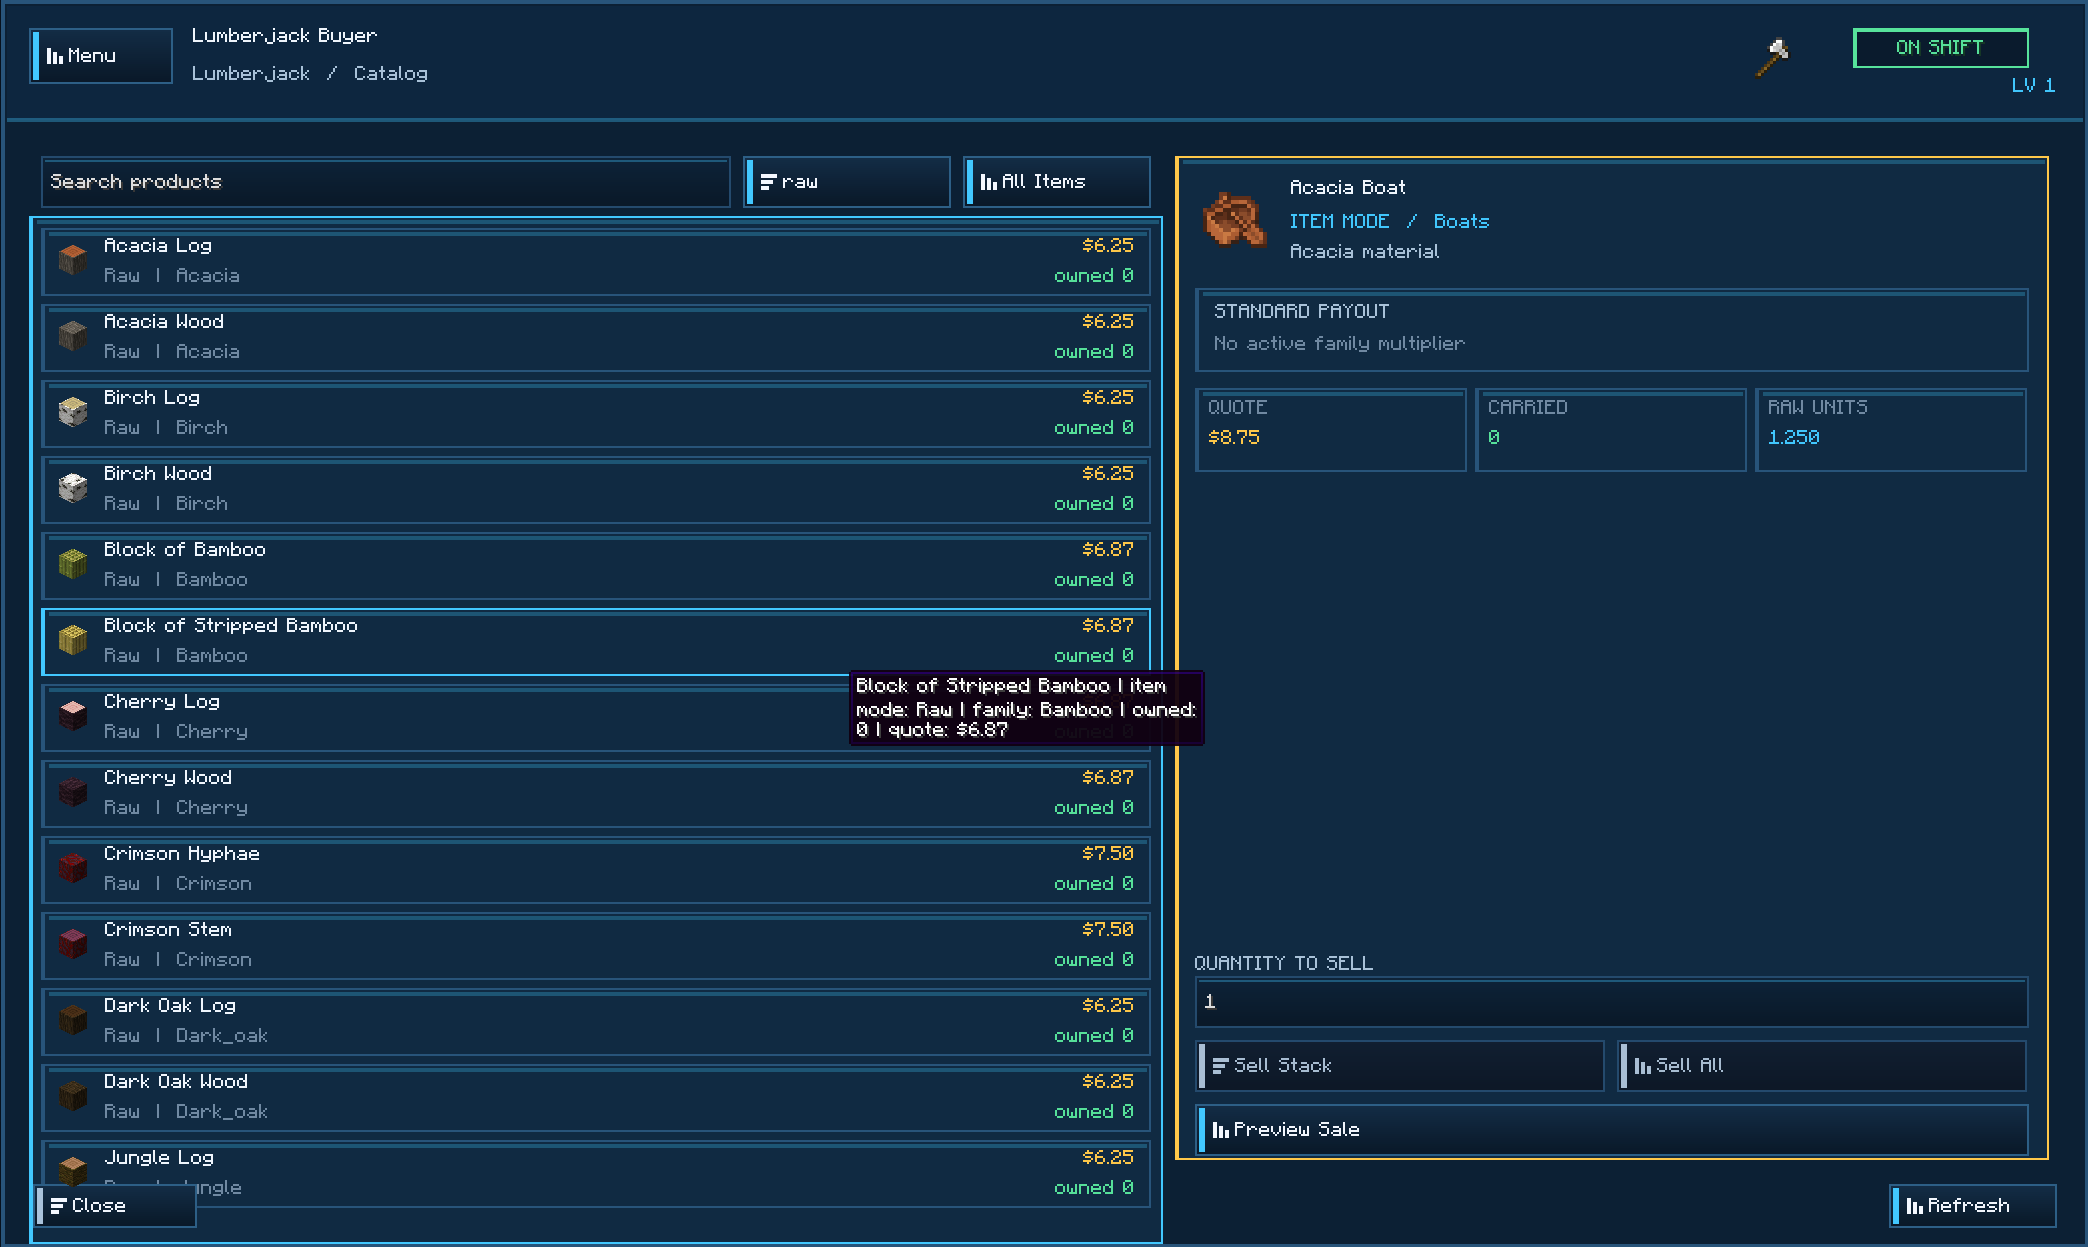 Menu
Lumberjack Buyer
Lumberjack / Catalog
ON SHIFT
LV 1
Search products
raw
All Items
Acacia Log
$6.25
Raw | Acacia
owned 0
Acacia Wood
$6.25
Raw | Acacia
owned 0
Birch Log
$6.25
Raw | Birch
owned 0
Birch Wood
$6.25
Raw | Birch
owned 0
Block of Bamboo
$6.87
Raw | Bamboo
owned 0
Block of Stripped Bamboo
$6.87
Raw | Bamboo
owned 0
Block of Stripped Bamboo | item
mode: Raw | family: Bamboo | owned:
0 | quote: $6.87
Cherry Log
Raw | Cherry
Cherry Wood
$6.87
Raw | Cherry
owned 0
Crimson Hyphae
$7.50
Raw | Crimson
owned 0
Crimson Stem
$7.50
Raw | Crimson
owned 0
Dark Oak Log
$6.25
Raw | Dark_oak
owned 0
Dark Oak Wood
$6.25
Raw | Dark_oak
owned 0
Jungle Log
$6.25
owned 0
Close
Acacia Boat
ITEM MODE / Boats
Acacia material
STANDARD PAYOUT
No active family multiplier
QUOTE
$8.75
CARRIED
0
RAW UNITS
1.250
QUANTITY TO SELL
1
Sell Stack
Sell All
Preview Sale
Refresh